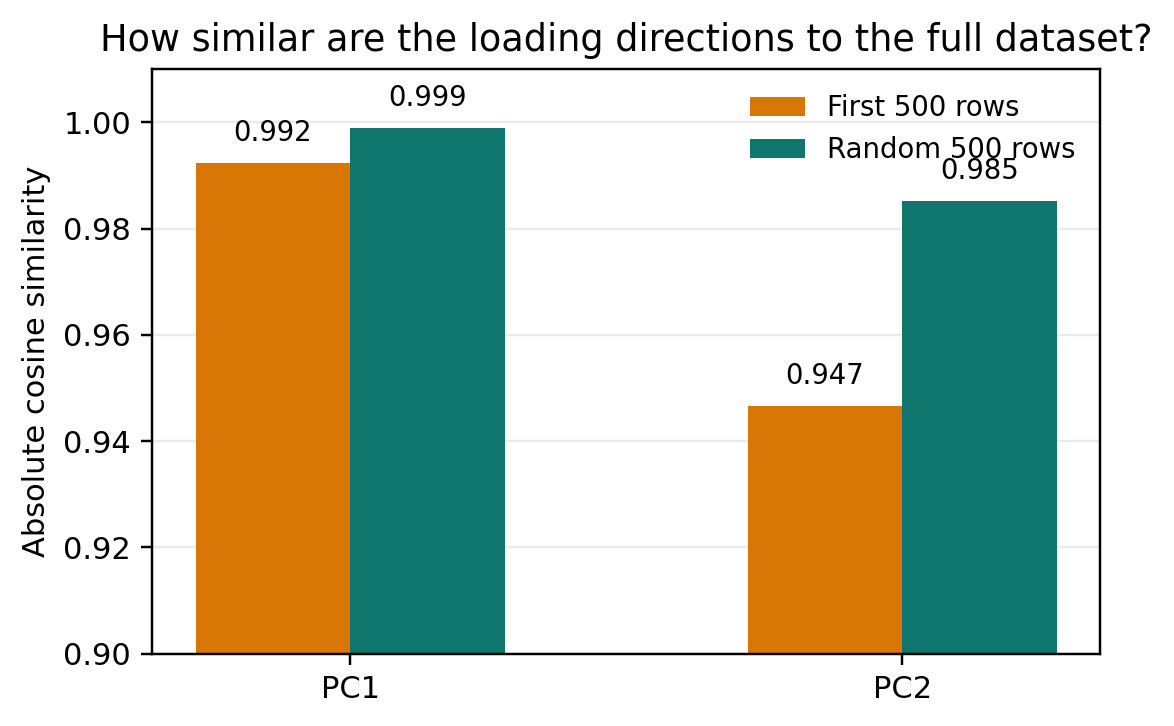 How similar are the loading directions to the full dataset?
Absolute cosine similarity
1.00
0.98
0.96
0.94
0.92
0.90
0.992
0.999
0.947
0.985
First 500 rows
Random 500 rows
PC1
PC2